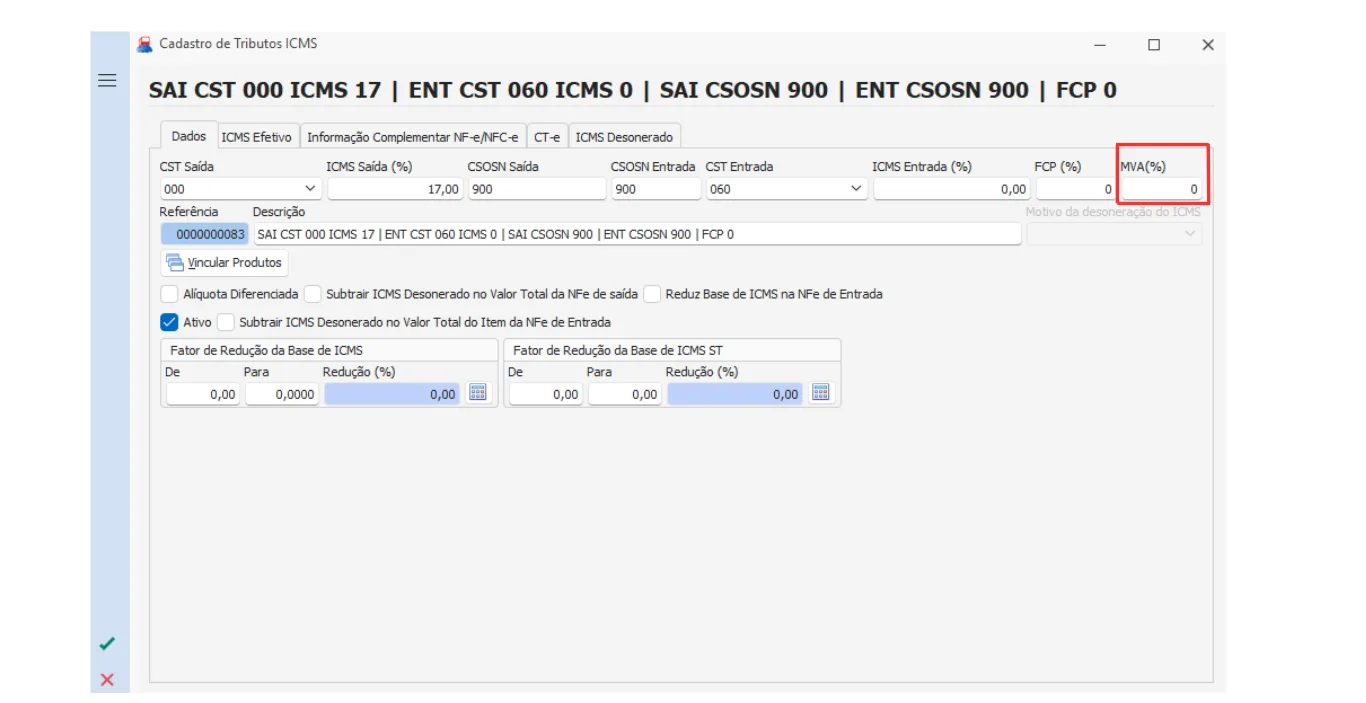 Cadastro de Tributos ICMS
SAI CST 000 ICMS 17 | ENT CST 060 ICMS 0 | SAI CSOSN 900 | ENT CSOSN 900 | FCP 0
Dados ICMS Efetivo Informação Complementar NF-e/NFC-e CT-e ICMS Desonerado
CST Saída ICMS Saída (%) CSOSN Saída CSOSN Entrada CST Entrada ICMS Entrada (%) FCP (%) MVA(%)
000 17,00 900 900 060 0,00 0 0
Referência Descrição Motivo da desoneração do ICMS
0000000083 SAI CST 000 ICMS 17 | ENT CST 060 ICMS 0 | SAI CSOSN 900 | ENT CSOSN 900 | FCP 0
Vincular Produtos
Alíquota Diferenciada Subtrair ICMS Desonerado no Valor Total da NFe de saída Reduz Base de ICMS na NFe de Entrada
Ativo Subtrair ICMS Desonerado no Valor Total do Item da NFe de Entrada
Fator de Redução da Base de ICMS Fator de Redução da Base de ICMS ST
De Para Redução (%) De Para Redução (%)
0,00 0,0000 0,00 0,00 0,00 0,00